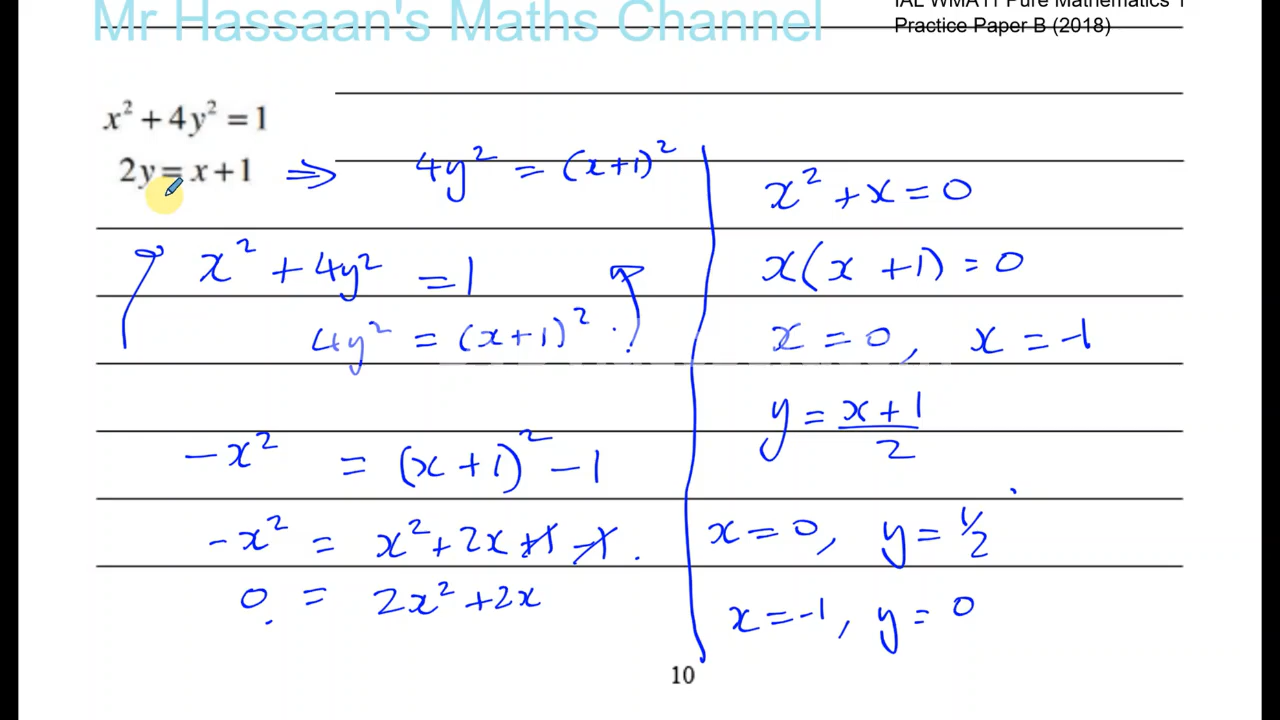 Mr Hassaan's Maths Channel
IAL WMA11 Pure Mathematics 1
Practice Paper B (2018)
x² + 4y² = 1
2y = x + 1 ⇒ 4y² = (x+1)²
x² + 4y² = 1
4y² = (x+1)²
-x² = (x+1)² - 1
-x² = x² + 2x + 1 - 1.
0 = 2x² + 2x
x² + x = 0
x(x + 1) = 0
x = 0, x = -1
y = (x + 1)/2
x = 0, y = 1/2
x = -1, y = 0
10